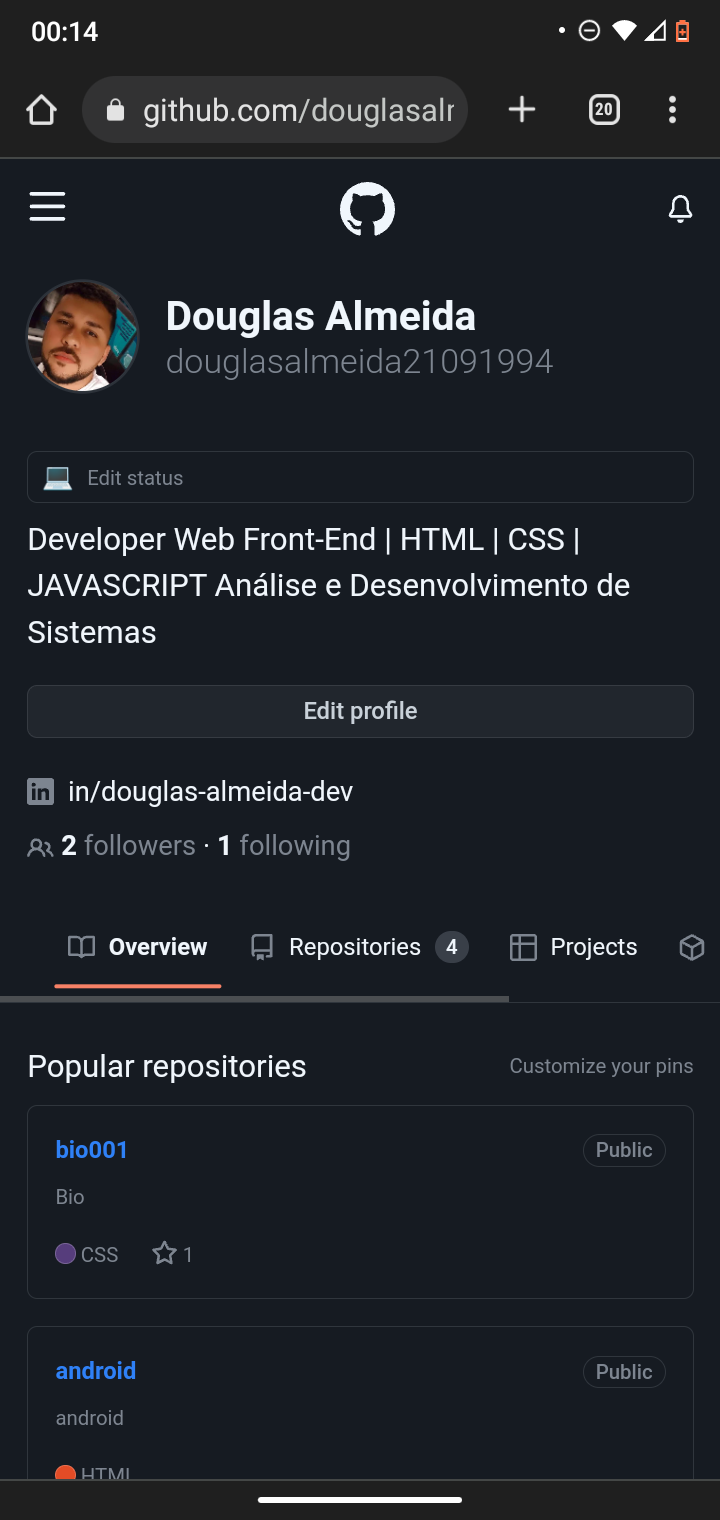 00:14
github.com/douglasalr
20
Douglas Almeida
douglasalmeida21091994
Edit status
Developer Web Front-End | HTML | CSS |
JAVASCRIPT Análise e Desenvolvimento de
Sistemas
Edit profile
in in/douglas-almeida-dev
2 followers · 1 following
Overview Repositories 4 Projects
Popular repositories Customize your pins
bio001 Public
Bio
CSS 1
android Public
android
HTML